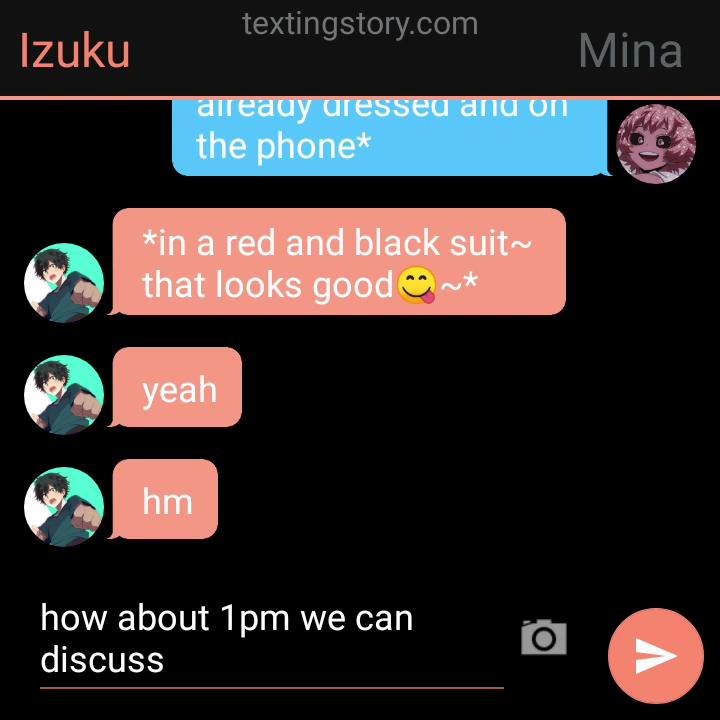 textingstory.com
Izuku
Mina
already dressed and on
the phone*
*in a red and black suit~
that looks good😋~*
yeah
hm
how about 1pm we can
discuss